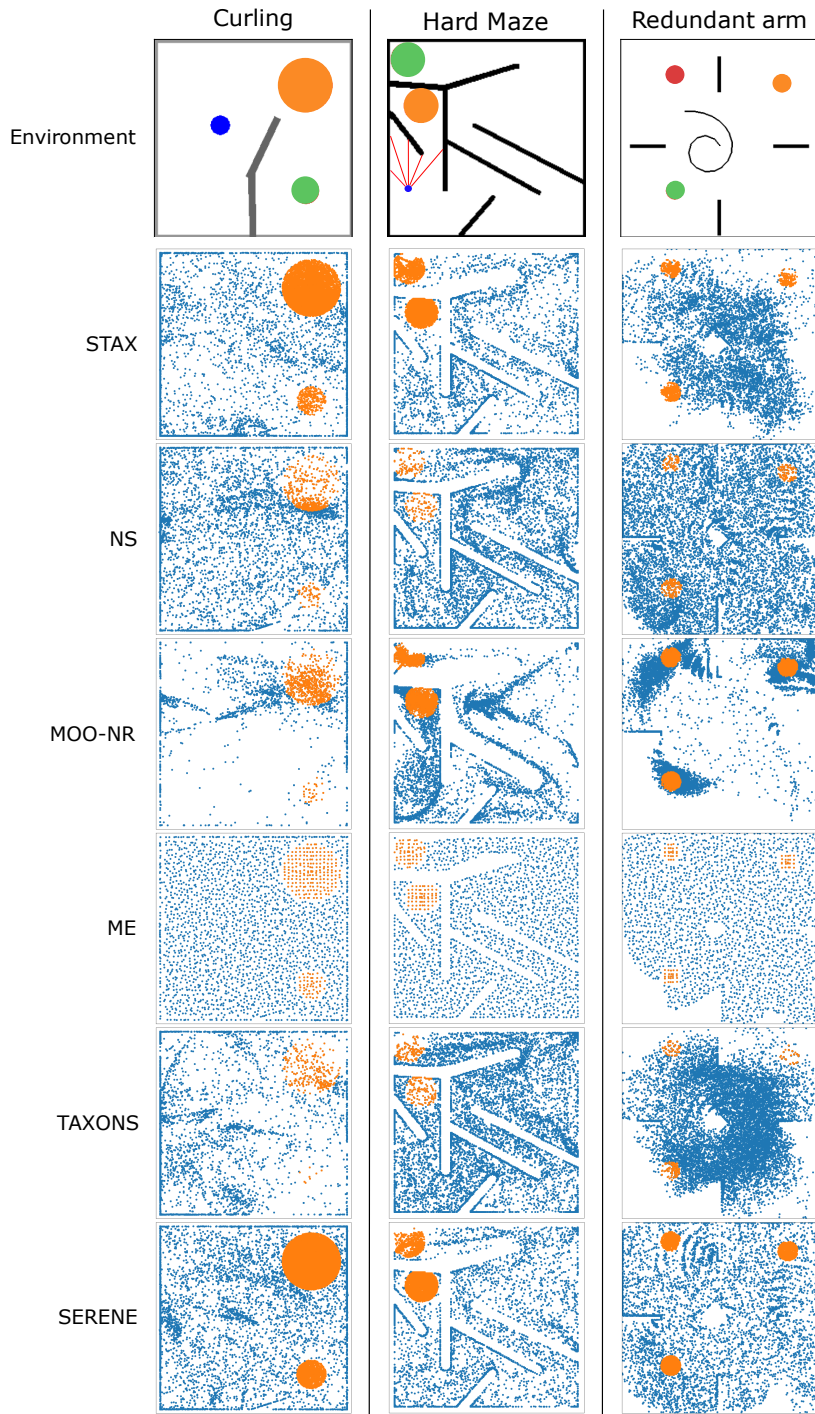 Curling
Hard Maze
Redundant arm
Environment
STAX
NS
MOO-NR
ME
TAXONS
SERENE